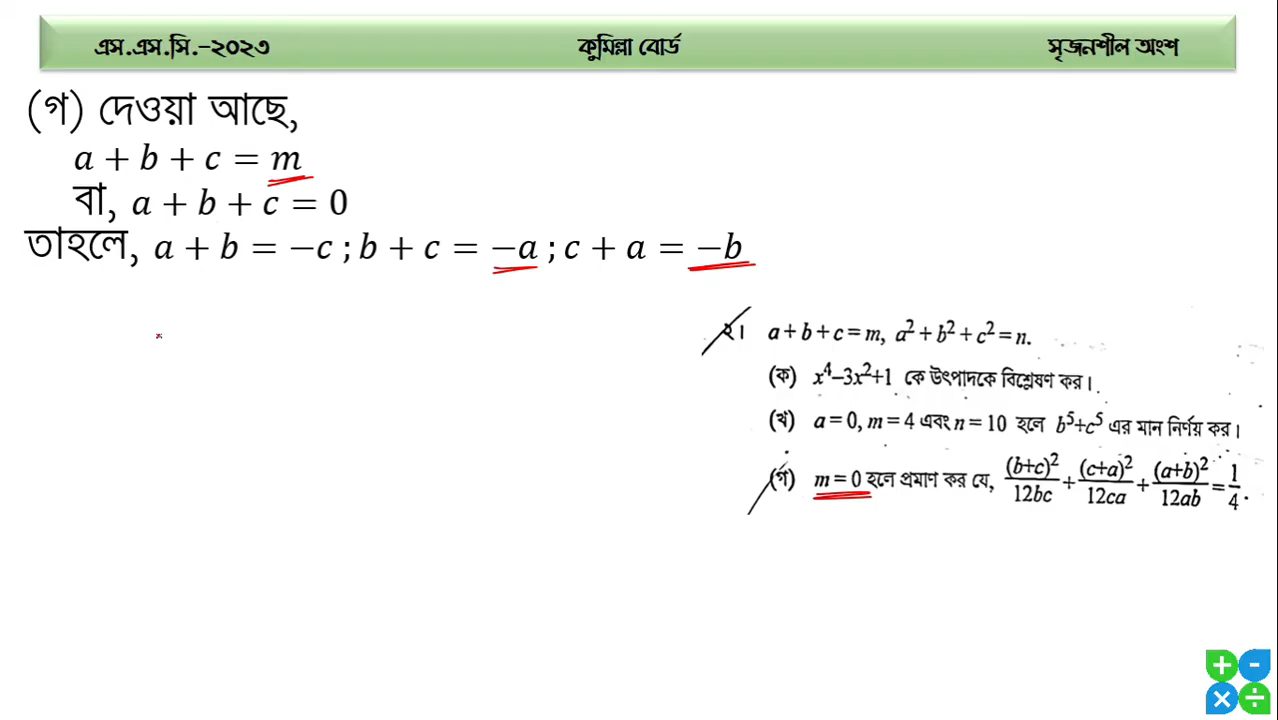 এস.এস.সি.-২০২৩ কুমিল্লা বোর্ড সৃজনশীল অংশ
(গ) দেওয়া আছে,
a + b + c = m
বা, a + b + c = 0
তাহলে, a + b = −c ; b + c = −a ; c + a = −b
২। a+b+c=m, a²+b²+c²=n.
(ক) x⁴–3x²+1 কে উৎপাদকে বিশ্লেষণ কর।
(খ) a=0, m=4 এবং n=10 হলে b⁵+c⁵ এর মান নির্ণয় কর।
(গ) m=0 হলে প্রমাণ কর যে, (b+c)²/12bc + (c+a)²/12ca + (a+b)²/12ab = 1/4.